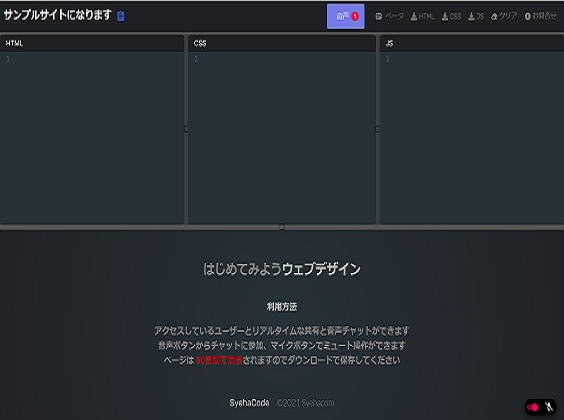 サンプルサイトになります
音声 1 ページ HTML CSS JS クリア お問合せ
HTML CSS JS
1 1 1
はじめてみようウェブデザイン
利用方法
アクセスしているユーザーとリアルタイムな共有と音声チャットができます
音声ボタンからチャットに参加、マイクボタンでミュート操作ができます
ページは されますのでダウンロードで保存してください
SyehaCode ©2021 Syehacom